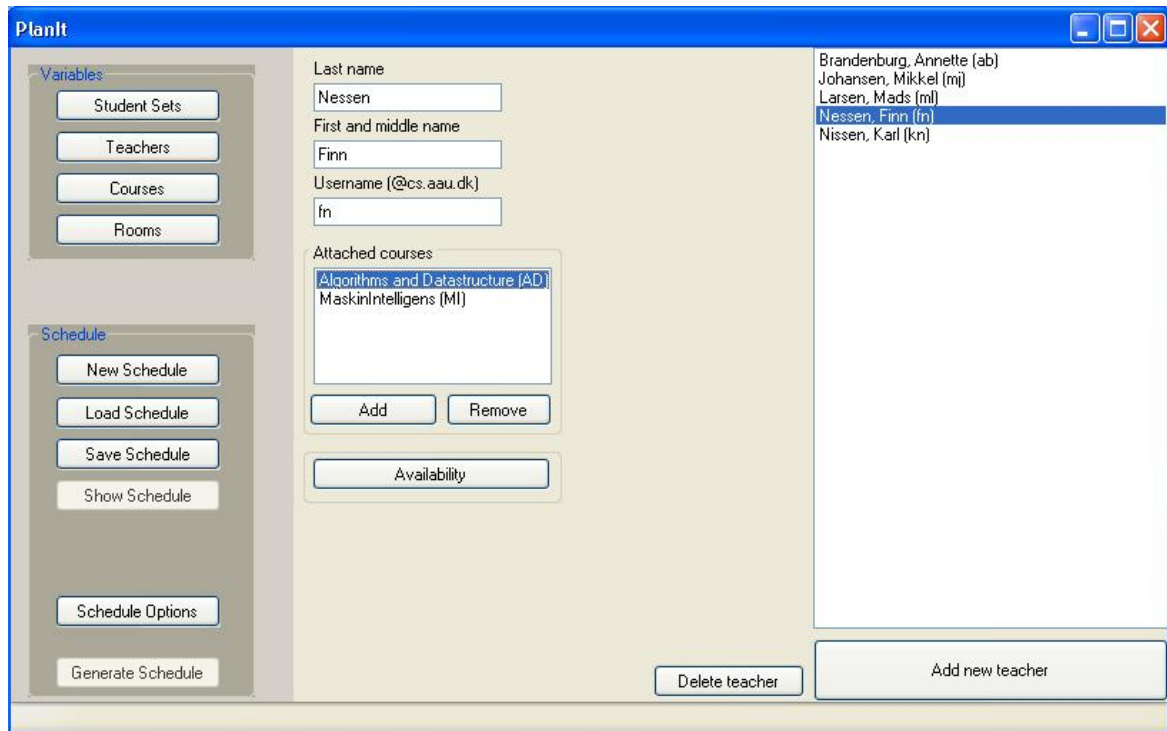 PlanIt
Variables
Student Sets
Teachers
Courses
Rooms
Schedule
New Schedule
Load Schedule
Save Schedule
Show Schedule
Schedule Options
Generate Schedule
Last name
Nessen
First and middle name
Finn
Username (@cs.aau.dk)
fn
Attached courses
Algorithms and Datastructure (AD)
MaskinIntelligens (MI)
Add
Remove
Availability
Delete teacher
Brandenburg, Annette (ab)
Johansen, Mikkel (mj)
Larsen, Mads (ml)
Nessen, Finn (fn)
Nissen, Karl (kn)
Add new teacher